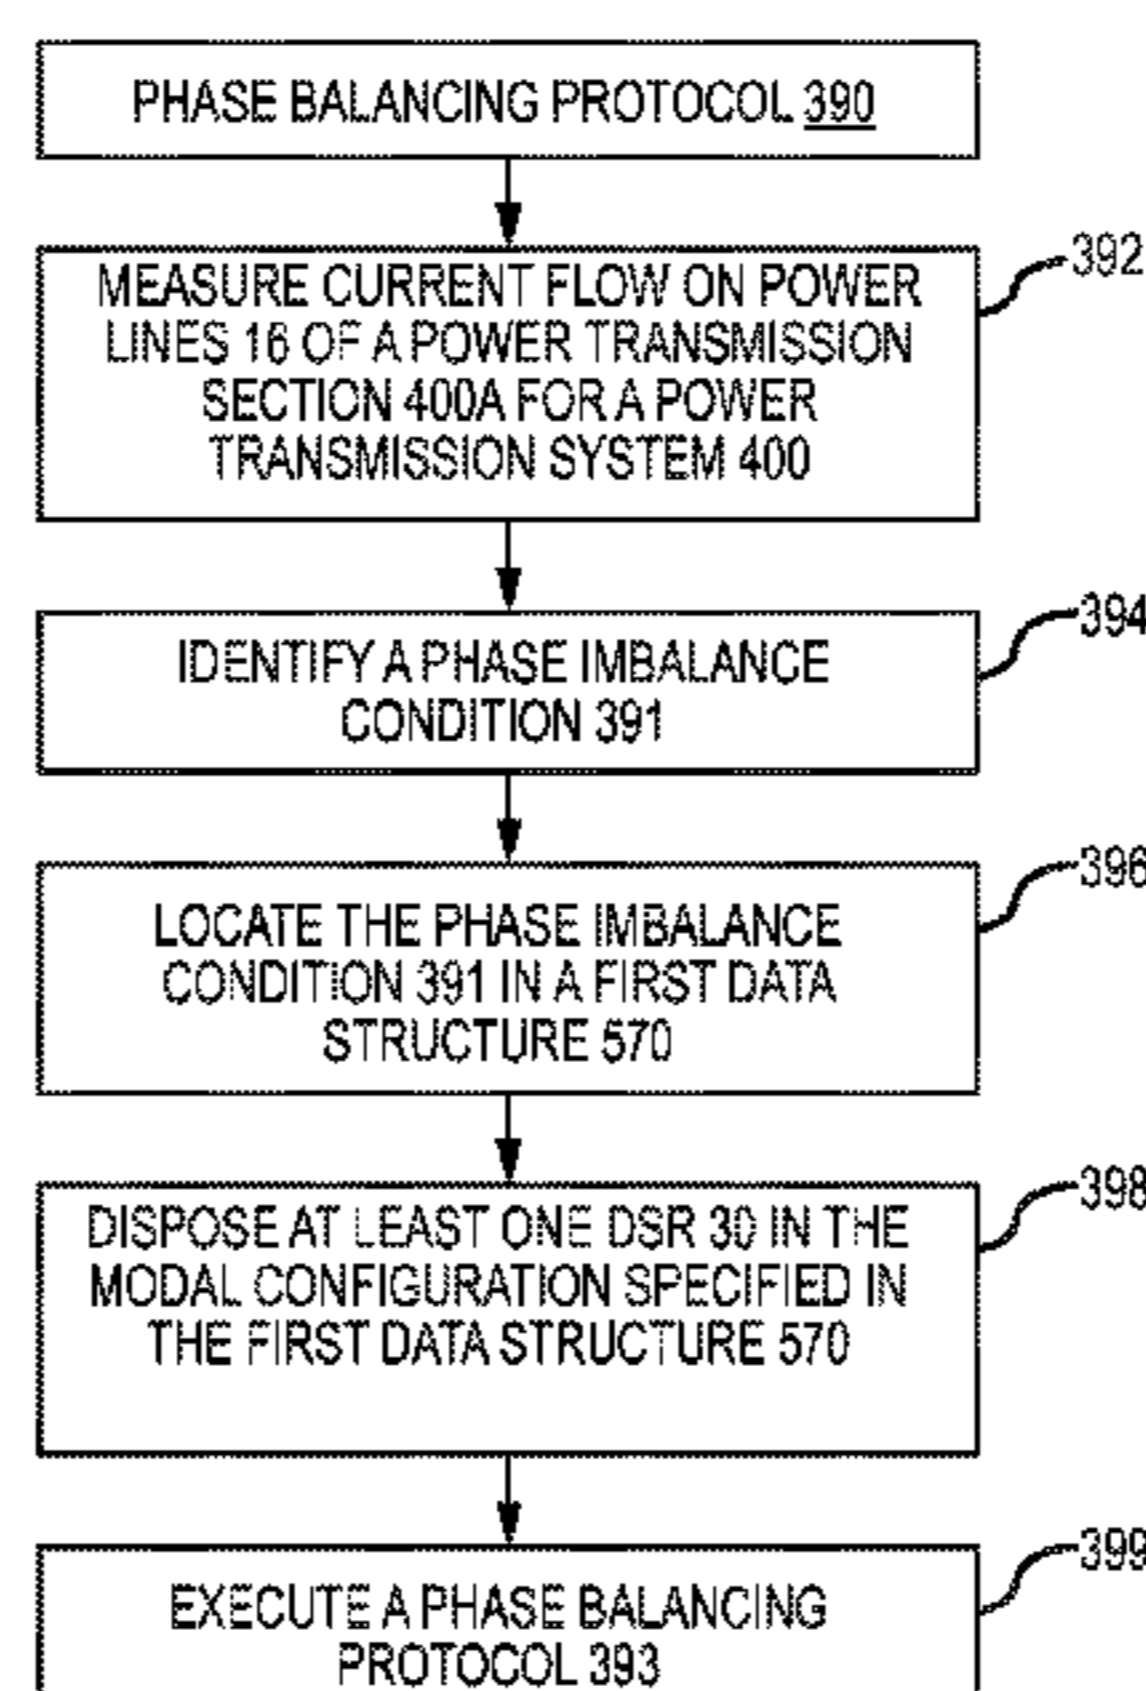 PHASE BALANCING PROTOCOL 390
392
MEASURE CURRENT FLOW ON POWER
LINES 16 OF A POWER TRANSMISSION
SECTION 400A FOR A POWER
TRANSMISSION SYSTEM 400
394
IDENTIFY A PHASE IMBALANCE
CONDITION 391
396
LOCATE THE PHASE IMBALANCE
CONDITION 391 IN A FIRST DATA
STRUCTURE 570
398
DISPOSE AT LEAST ONE DSR 30 IN THE
MODAL CONFIGURATION SPECIFIED IN
THE FIRST DATA STRUCTURE 570
399
EXECUTE A PHASE BALANCING
PROTOCOL 393